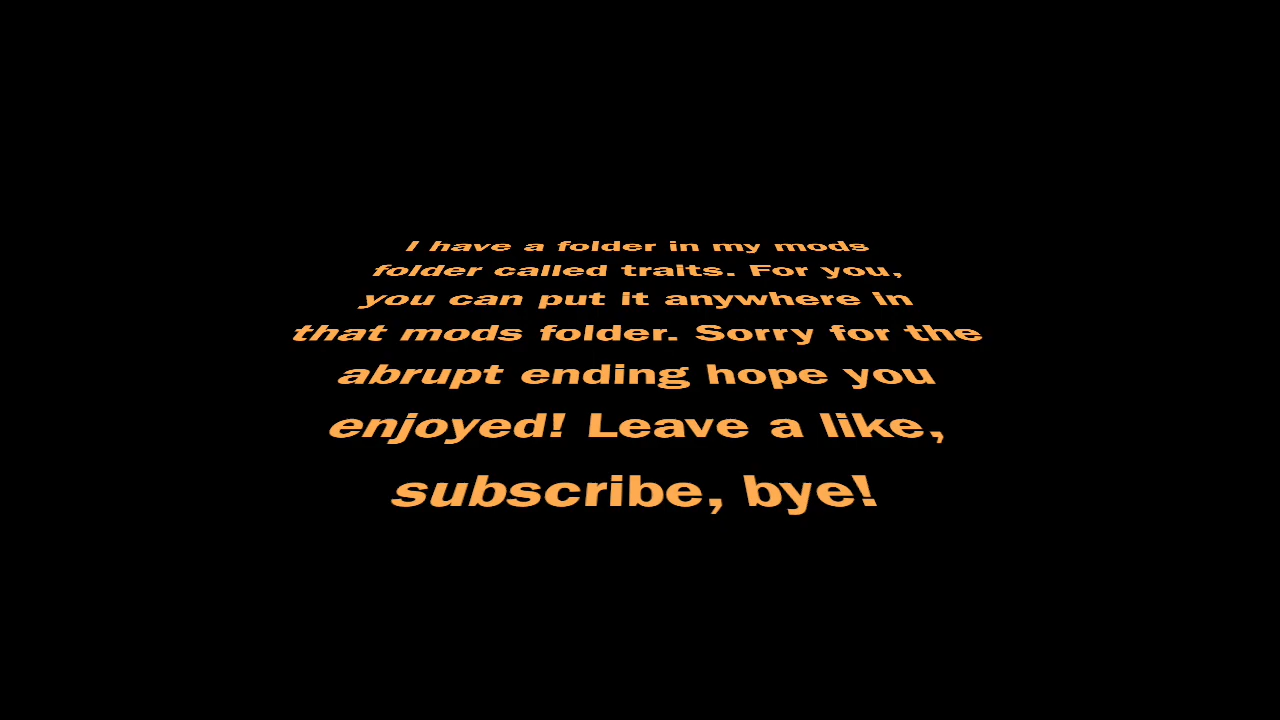 I have a folder in my mods
folder called traits. For you,
you can put it anywhere in
that mods folder. Sorry for the
abrupt ending hope you
enjoyed! Leave a like,
subscribe, bye!